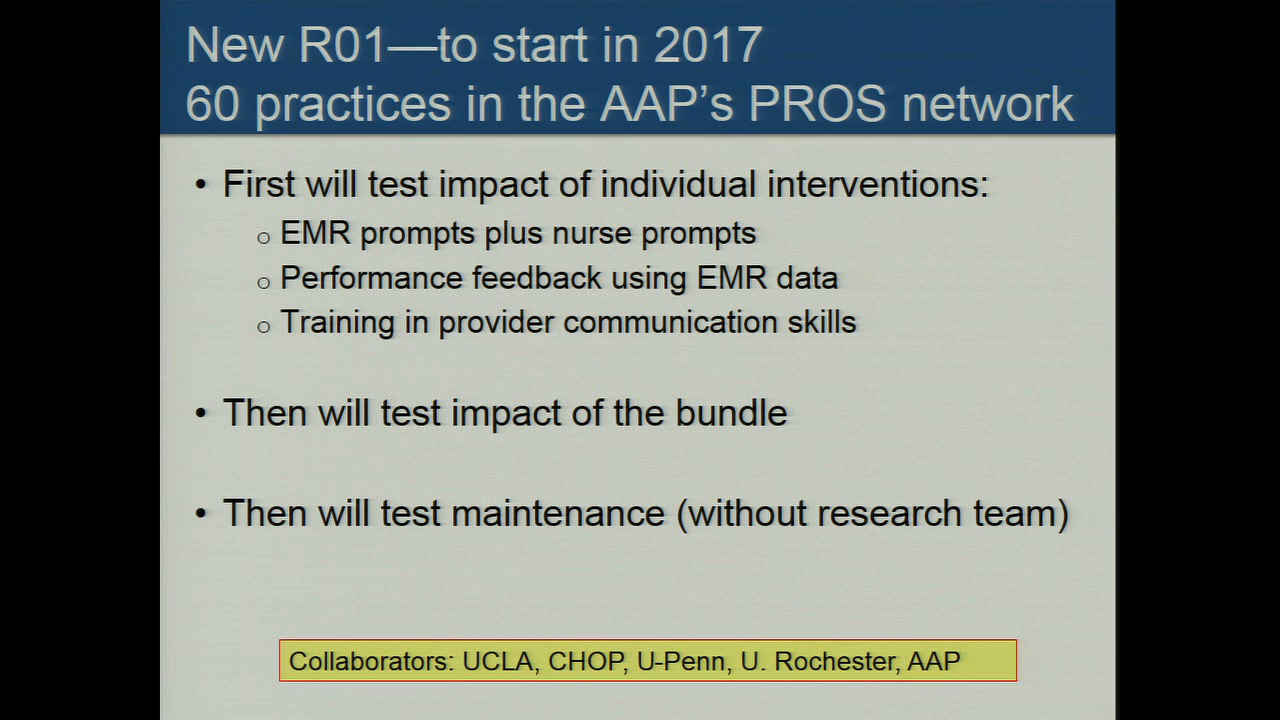 New R01—to start in 2017
60 practices in the AAP’s PROS network
• First will test impact of individual interventions:
o EMR prompts plus nurse prompts
o Performance feedback using EMR data
o Training in provider communication skills
• Then will test impact of the bundle
• Then will test maintenance (without research team)
Collaborators: UCLA, CHOP, U-Penn, U. Rochester, AAP